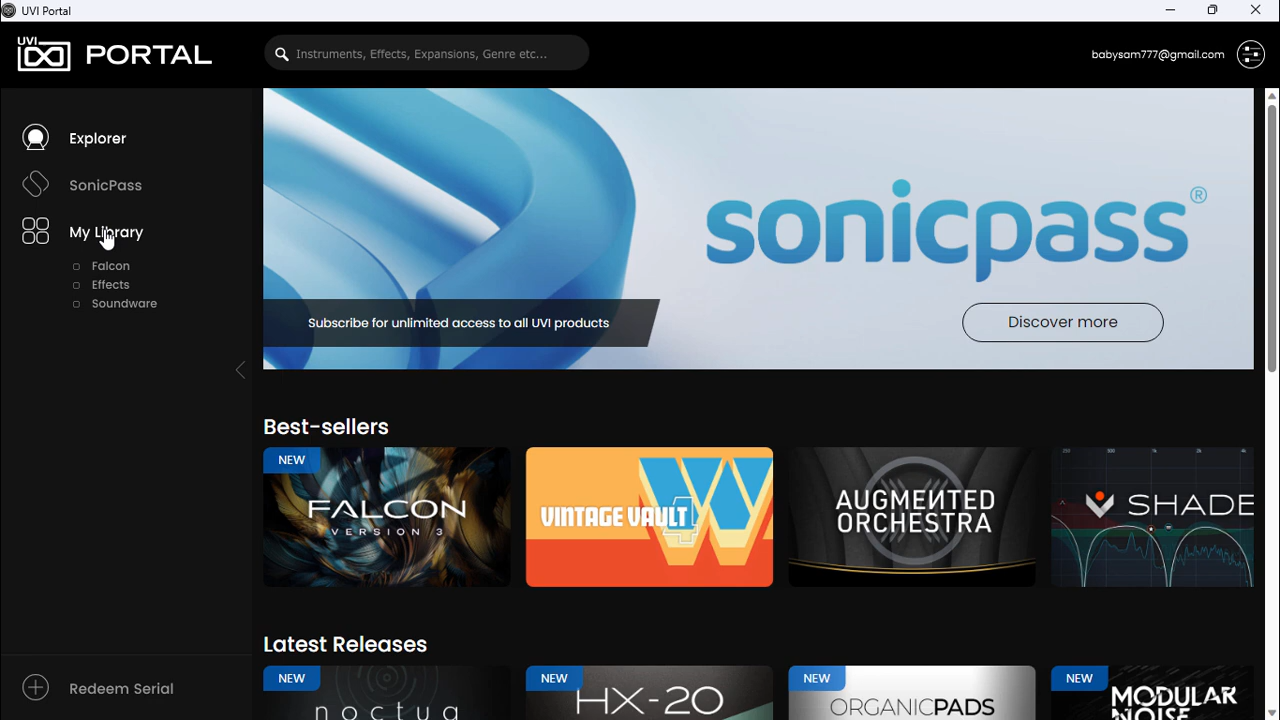 UVI Portal
UVI PORTAL
Instruments, Effects, Expansions, Genre etc...
babysam777@gmail.com
Explorer
SonicPass
My Library
Falcon
Effects
Soundware
Redeem Serial
sonicpass®
Subscribe for unlimited access to all UVI products
Discover more
Best-sellers
NEW
FALCON
VERSION 3
VINTAGE VAULT 4
AUGMENTED
ORCHESTRA
SHADE
Latest Releases
NEW
noctua
NEW
HX-20
NEW
ORGANICPADS
NEW
MODULAR
NOISE